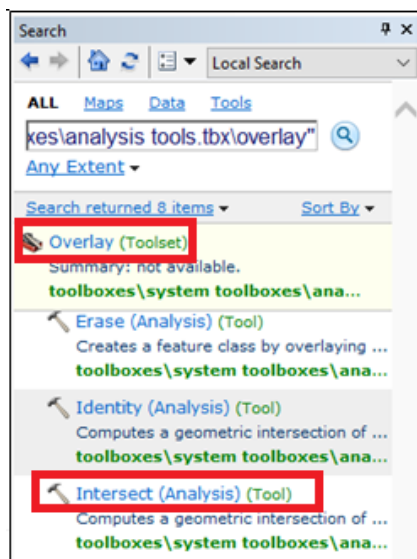 Search
Local Search
ALL Maps Data Tools
xes\analysis tools.tbx\overlay"
Any Extent
Search returned 8 items Sort By
Overlay (Toolset)
Summary: not available.
toolboxes\system toolboxes\ana...
Erase (Analysis) (Tool)
Creates a feature class by overlaying ...
toolboxes\system toolboxes\ana...
Identity (Analysis) (Tool)
Computes a geometric intersection of ...
toolboxes\system toolboxes\ana...
Intersect (Analysis) (Tool)
Computes a geometric intersection of ...
toolboxes\system toolboxes\ana...